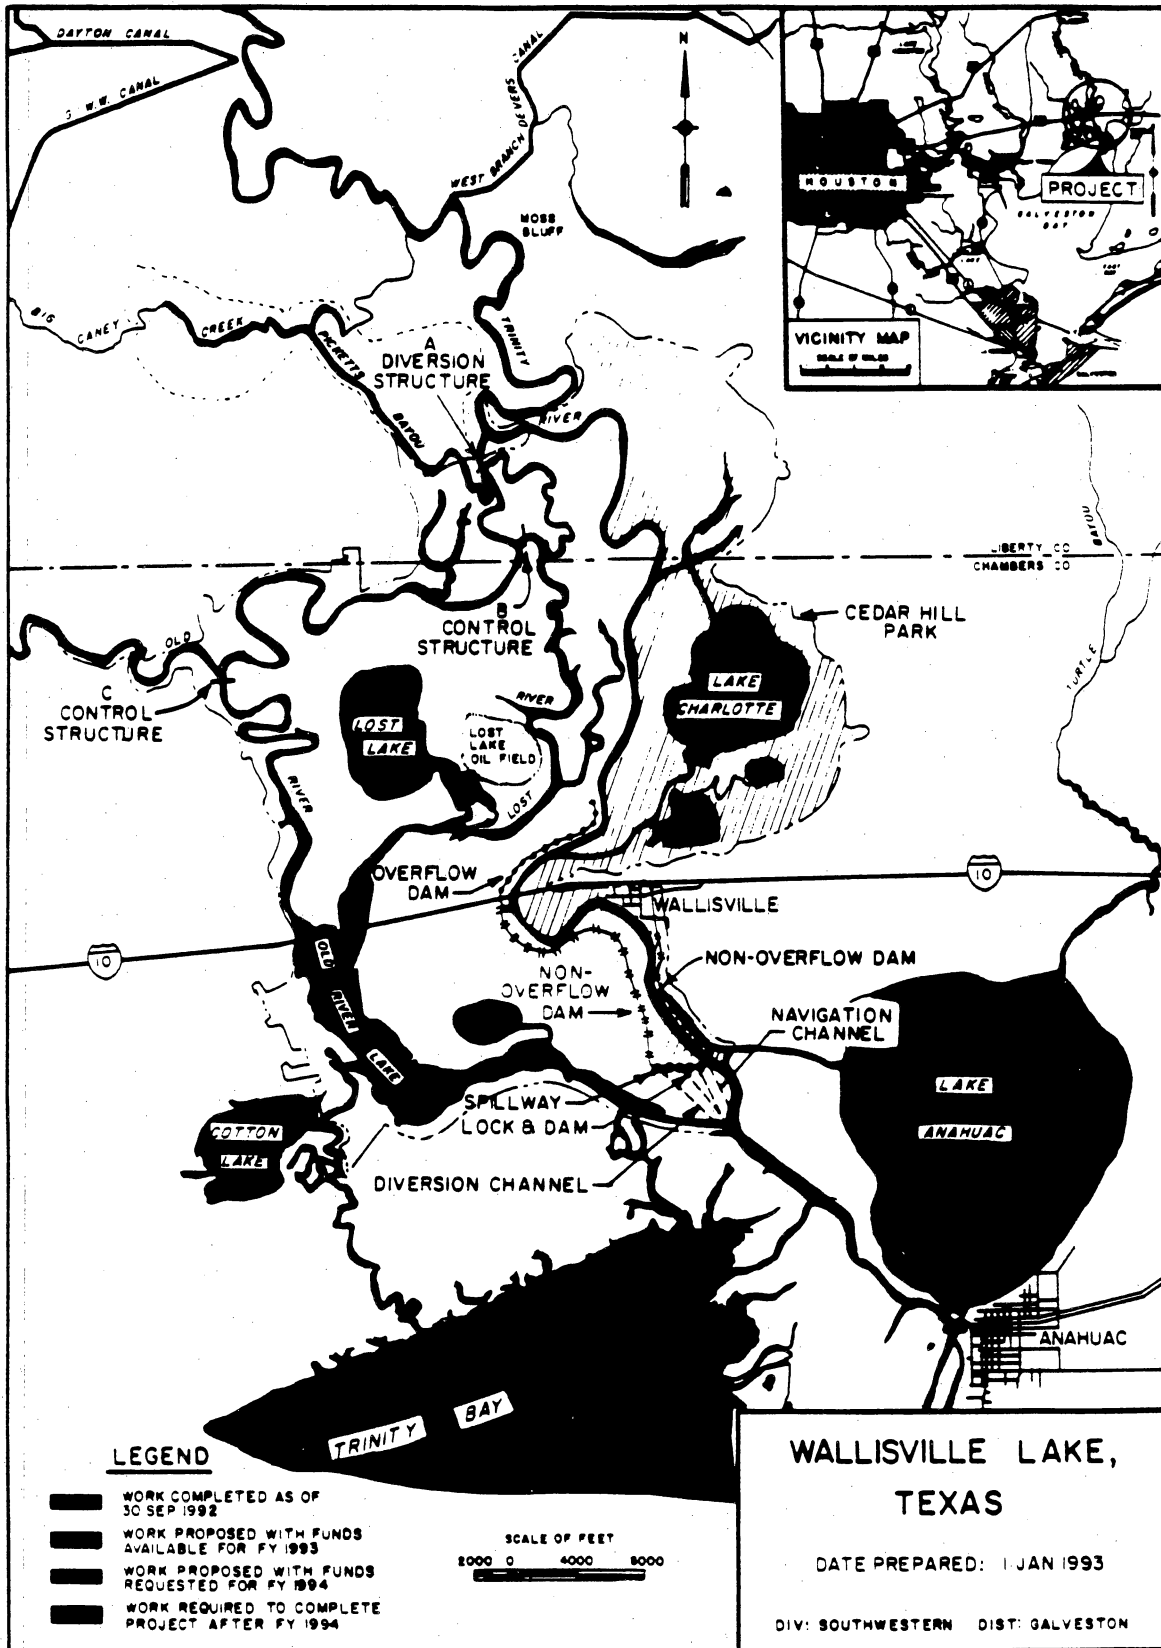 DAYTON CANAL
W.W. CANAL
WEST BRANCH DEVERS CANAL
N
MOSS
BLUFF
HOUSTON
PROJECT
GALVESTON
BAY
VICINITY MAP
SCALE OF MILES
BIG CANEY CREEK
PICKETTS BAYOU
A
DIVERSION
STRUCTURE
TRINITY RIVER
LIBERTY CO
CHAMBERS CO
TURTLE BAYOU
CEDAR HILL
PARK
B
CONTROL
STRUCTURE
OLD RIVER
C
CONTROL
STRUCTURE
LOST
LAKE
LOST
LAKE
OIL FIELD
LOST RIVER
LAKE
CHARLOTTE
OVERFLOW
DAM
10
10
WALLISVILLE
NON-OVERFLOW DAM
NON-
OVERFLOW
DAM
NAVIGATION
CHANNEL
OLD
RIVER
LAKE
LAKE
ANAHUAC
COTTON
LAKE
SPILLWAY
LOCK & DAM
DIVERSION CHANNEL
ANAHUAC
TRINITY BAY
LEGEND
WORK COMPLETED AS OF
30 SEP 1992
WORK PROPOSED WITH FUNDS
AVAILABLE FOR FY 1993
WORK PROPOSED WITH FUNDS
REQUESTED FOR FY 1994
WORK REQUIRED TO COMPLETE
PROJECT AFTER FY 1994
SCALE OF FEET
2000 0 4000 8000
WALLISVILLE LAKE,
TEXAS
DATE PREPARED: 1 JAN 1993
DIV: SOUTHWESTERN DIST: GALVESTON